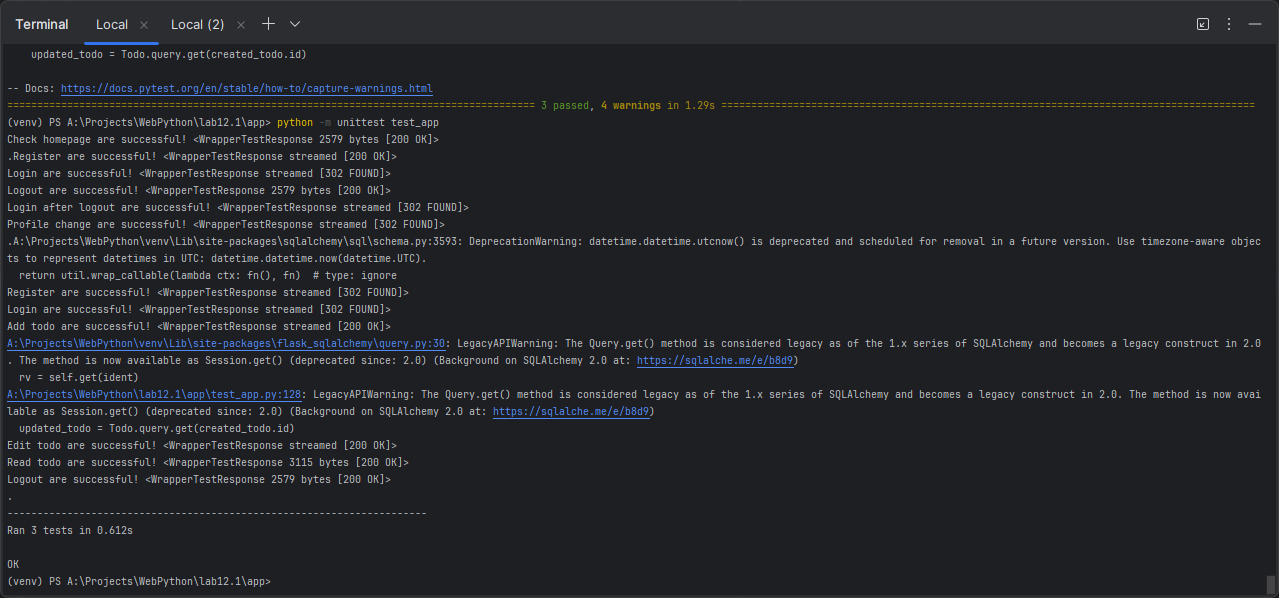 Terminal Local × Local (2) ×
updated_todo = Todo.query.get(created_todo.id)
-- Docs: https://docs.pytest.org/en/stable/how-to/capture-warnings.html
======================================================================================== 3 passed, 4 warnings in 1.29s =========================================================================================
(venv) PS A:\Projects\WebPython\lab12.1\app> python -m unittest test_app
Check homepage are successful! <WrapperTestResponse 2579 bytes [200 OK]>
.Register are successful! <WrapperTestResponse streamed [200 OK]>
Login are successful! <WrapperTestResponse streamed [302 FOUND]>
Logout are successful! <WrapperTestResponse 2579 bytes [200 OK]>
Login after logout are successful! <WrapperTestResponse streamed [302 FOUND]>
Profile change are successful! <WrapperTestResponse streamed [302 FOUND]>
.A:\Projects\WebPython\venv\Lib\site-packages\sqlalchemy\sql\schema.py:3593: DeprecationWarning: datetime.datetime.utcnow() is deprecated and scheduled for removal in a future version. Use timezone-aware objec
ts to represent datetimes in UTC: datetime.datetime.now(datetime.UTC).
return util.wrap_callable(lambda ctx: fn(), fn)  # type: ignore
Register are successful! <WrapperTestResponse streamed [302 FOUND]>
Login are successful! <WrapperTestResponse streamed [302 FOUND]>
Add todo are successful! <WrapperTestResponse streamed [200 OK]>
A:\Projects\WebPython\venv\Lib\site-packages\flask_sqlalchemy\query.py:30: LegacyAPIWarning: The Query.get() method is considered legacy as of the 1.x series of SQLAlchemy and becomes a legacy construct in 2.0
. The method is now available as Session.get() (deprecated since: 2.0) (Background on SQLAlchemy 2.0 at: https://sqlalche.me/e/b8d9)
rv = self.get(ident)
A:\Projects\WebPython\lab12.1\app\test_app.py:128: LegacyAPIWarning: The Query.get() method is considered legacy as of the 1.x series of SQLAlchemy and becomes a legacy construct in 2.0. The method is now avai
lable as Session.get() (deprecated since: 2.0) (Background on SQLAlchemy 2.0 at: https://sqlalche.me/e/b8d9)
updated_todo = Todo.query.get(created_todo.id)
Edit todo are successful! <WrapperTestResponse streamed [200 OK]>
Read todo are successful! <WrapperTestResponse 3115 bytes [200 OK]>
Logout are successful! <WrapperTestResponse 2579 bytes [200 OK]>
.
----------------------------------------------------------------------
Ran 3 tests in 0.612s
OK
(venv) PS A:\Projects\WebPython\lab12.1\app>